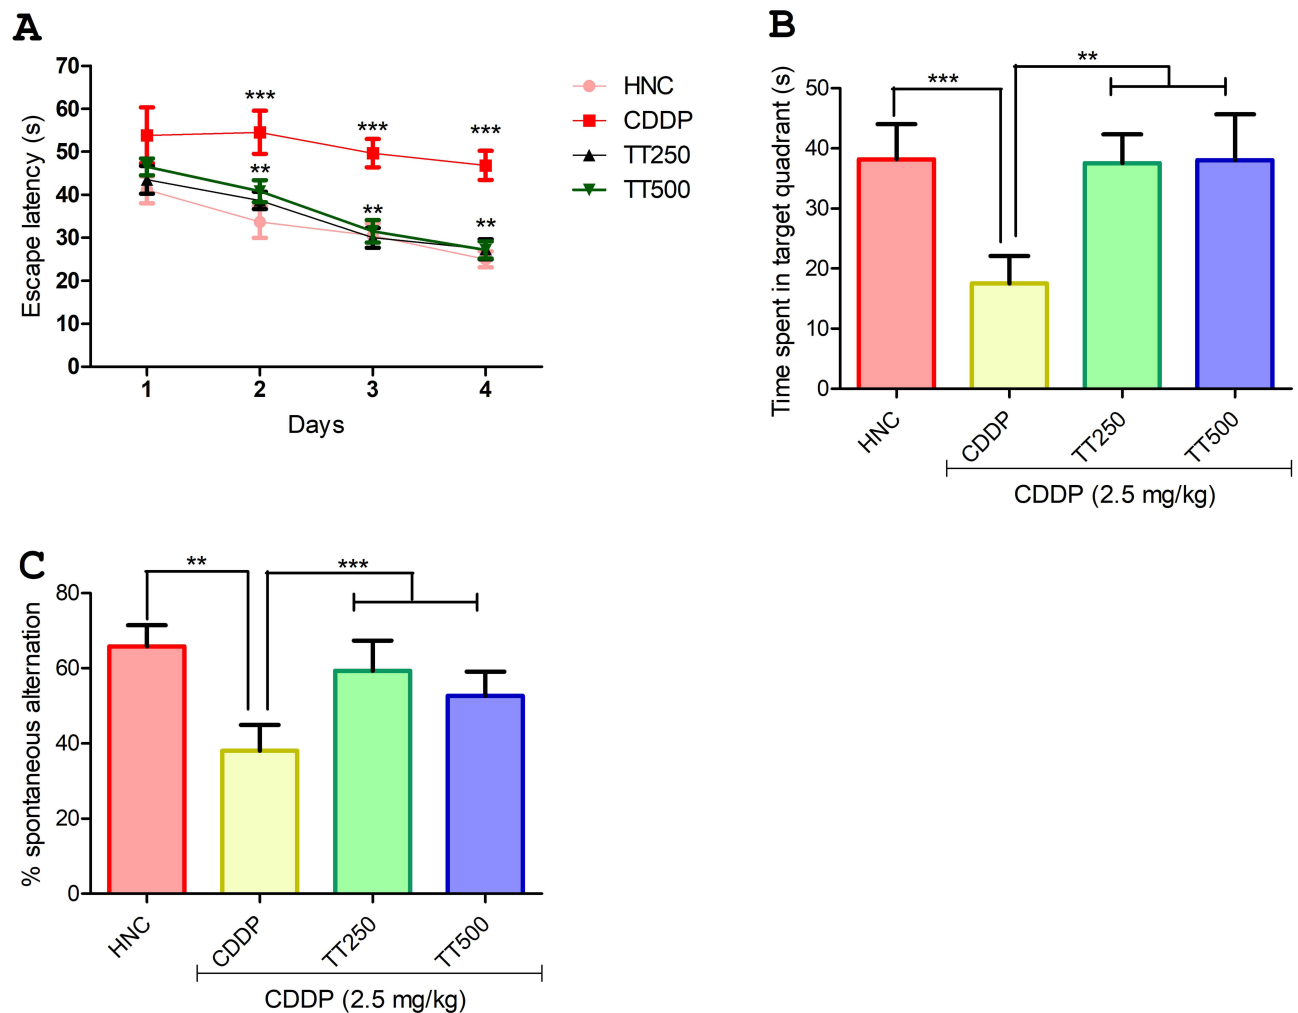 A
Escape latency (s)
70
60
50
40
30
20
10
0
***
***
***
**
**
**
1 2 3 4
Days
HNC
CDDP
TT250
TT500
B
Time spent in target quadrant (s)
50
40
30
20
10
0
***
**
HNC CDDP TT250 TT500
CDDP (2.5 mg/kg)
C
% spontaneous alternation
80
60
40
20
0
**
***
HNC CDDP TT250 TT500
CDDP (2.5 mg/kg)